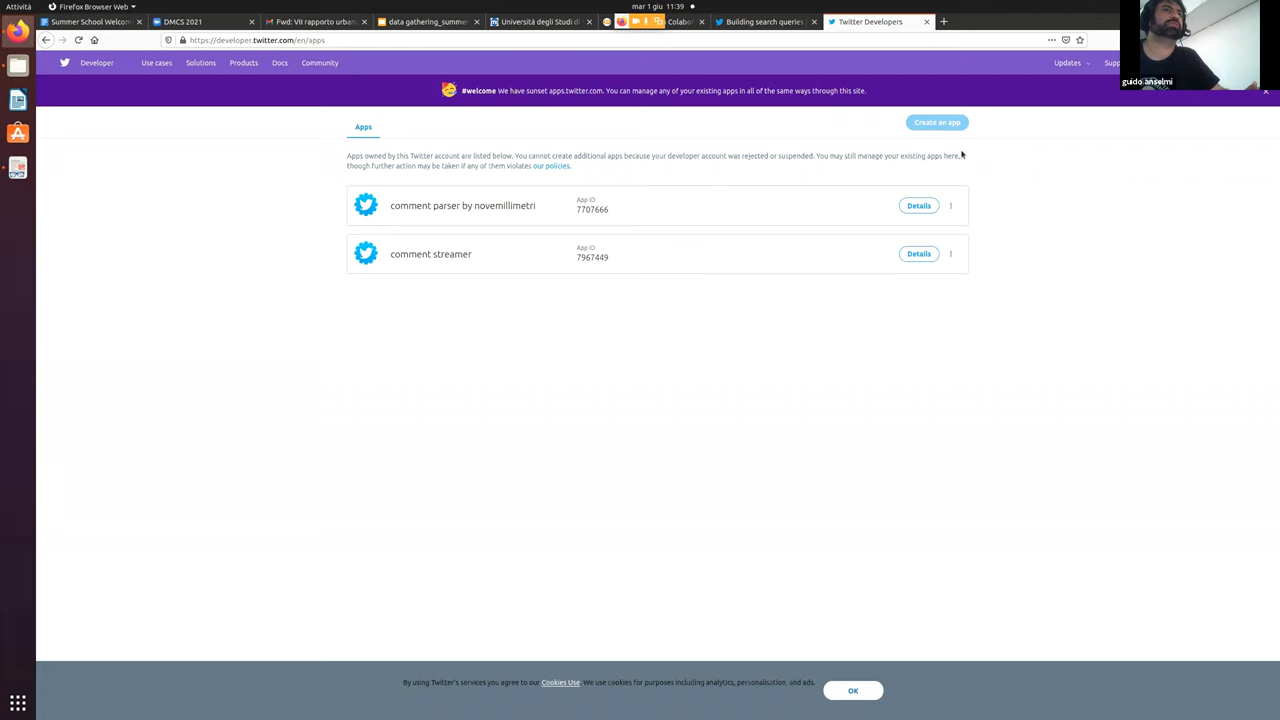 Attività
Firefox Browser Web
mar 1 giu 11:39
Summer School Welcom
DMCS 2021
Fwd: VII rapporto urban
data gathering_summe
Università degli Studi di
Colabo
Building search queries
Twitter Developers
https://developer.twitter.com/en/apps
guido anselmi
Developer
Use cases
Solutions
Products
Docs
Community
Updates
Supp
#welcome We have sunset apps.twitter.com. You can manage any of your existing apps in all of the same ways through this site.
Apps
Create an app
Apps owned by this Twitter account are listed below. You cannot create additional apps because your developer account was rejected or suspended. You may still manage your existing apps here,
though further action may be taken if any of them violates our policies.
comment parser by novemillimetri
App ID
7707666
Details
comment streamer
App ID
7967449
Details
By using Twitter's services you agree to our Cookies Use. We use cookies for purposes including analytics, personalisation, and ads.
OK